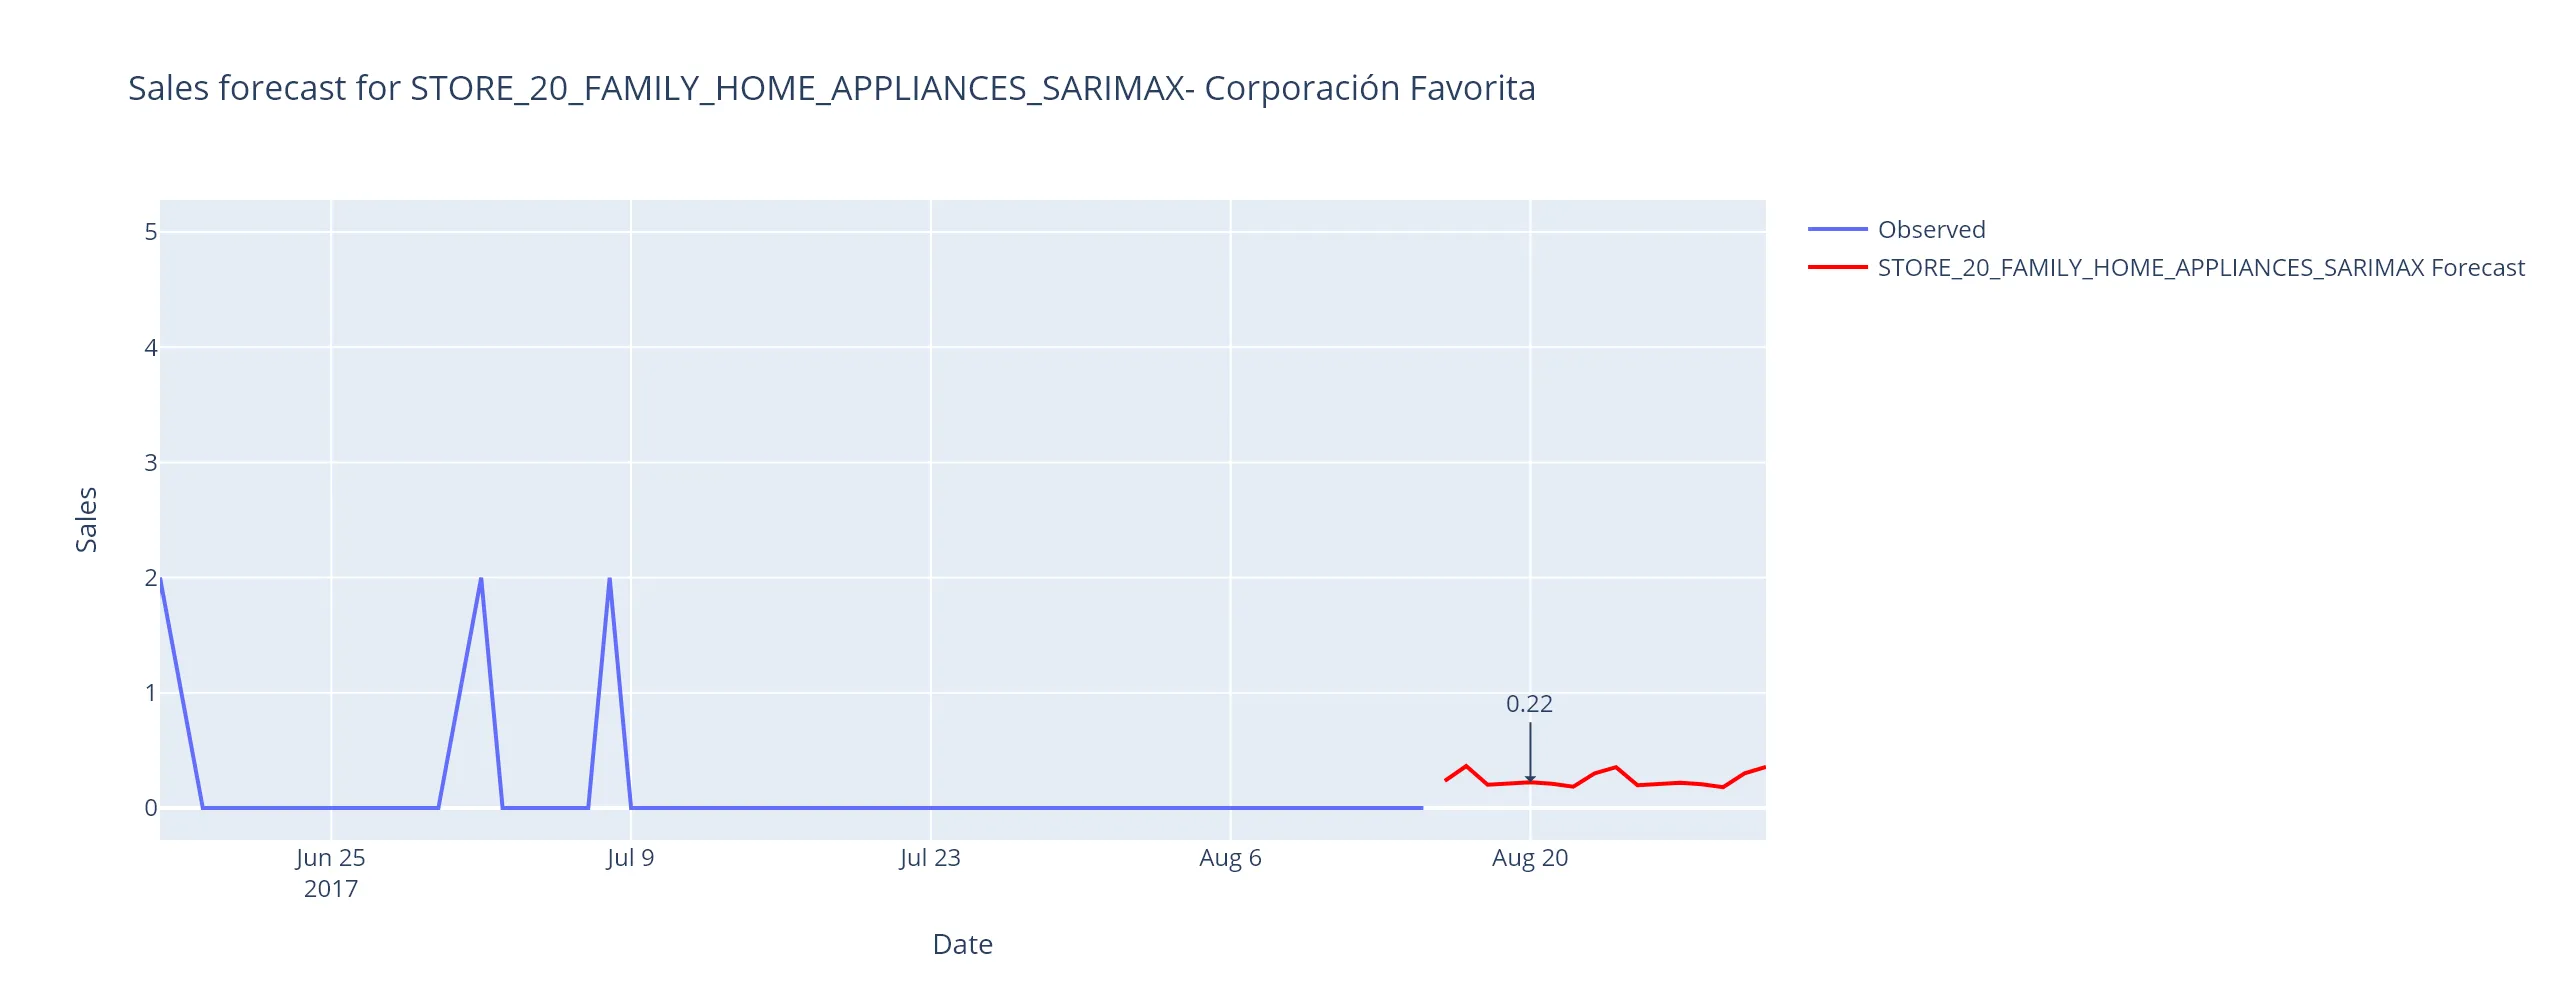 Sales forecast for STORE_20_FAMILY_HOME_APPLIANCES_SARIMAX- Corporación Favorita
Observed
STORE_20_FAMILY_HOME_APPLIANCES_SARIMAX Forecast
5
4
3
2
1
0
Sales
0.22
Jun 25
2017
Jul 9
Jul 23
Aug 6
Aug 20
Date